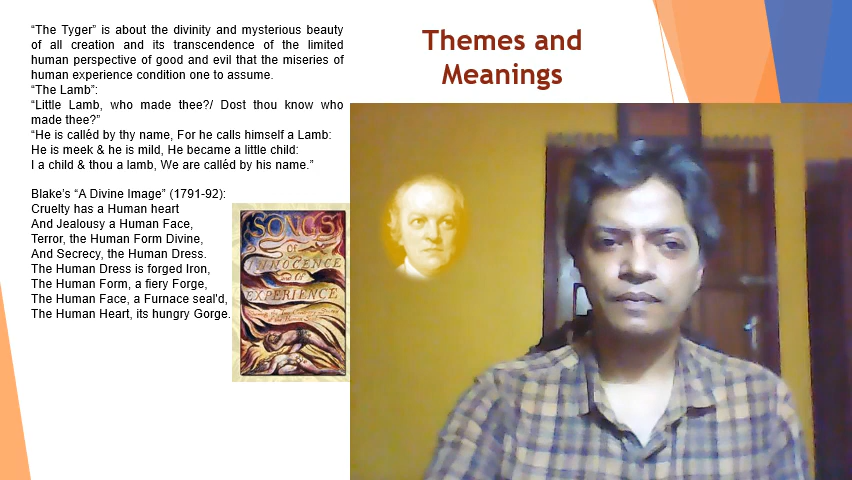 Themes and
Meanings
“The Tyger” is about the divinity and mysterious beauty
of all creation and its transcendence of the limited
human perspective of good and evil that the miseries of
human experience condition one to assume.
“The Lamb”:
“Little Lamb, who made thee?/ Dost thou know who
made thee?”
“He is calléd by thy name, For he calls himself a Lamb:
He is meek & he is mild, He became a little child:
I a child & thou a lamb, We are calléd by his name.”
Blake’s “A Divine Image” (1791-92):
Cruelty has a Human heart
And Jealousy a Human Face,
Terror, the Human Form Divine,
And Secrecy, the Human Dress.
The Human Dress is forged Iron,
The Human Form, a fiery Forge,
The Human Face, a Furnace seal'd,
The Human Heart, its hungry Gorge.
SONGS
of
INNOCENCE
and of
EXPERIENCE